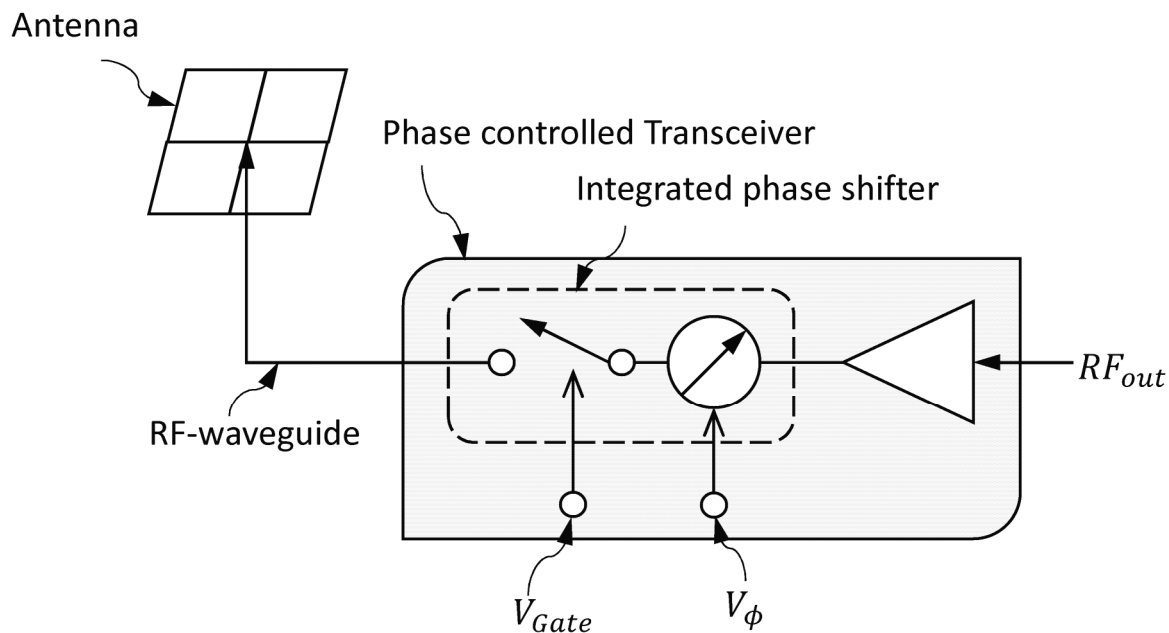 Antenna
Phase controlled Transceiver
Integrated phase shifter
RF-waveguide
RF_out
V_Gate
V_ϕ